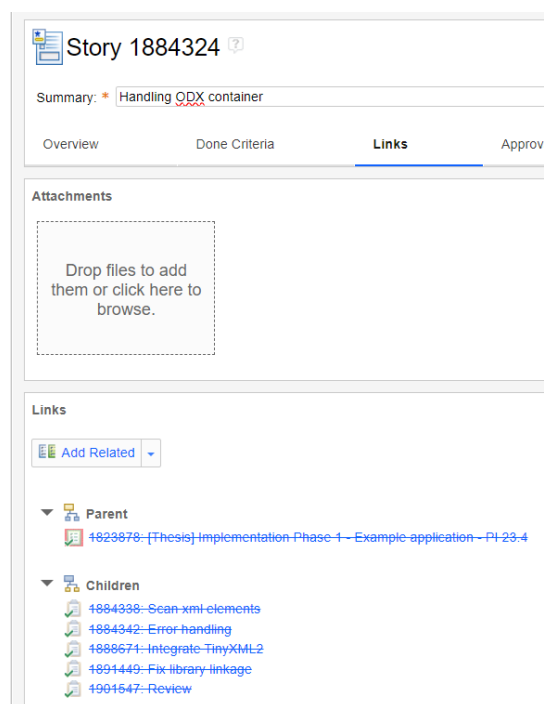 Story 1884324 ?
Summary: * Handling ODX container
Overview Done Criteria Links Approv
Attachments
Drop files to add
them or click here to
browse.
Links
Add Related
Parent
1823878: [Thesis] Implementation Phase 1 - Example application - PI 23.4
Children
1884338: Scan xml elements
1884342: Error handling
1888671: Integrate TinyXML2
1891449: Fix library linkage
1901547: Review